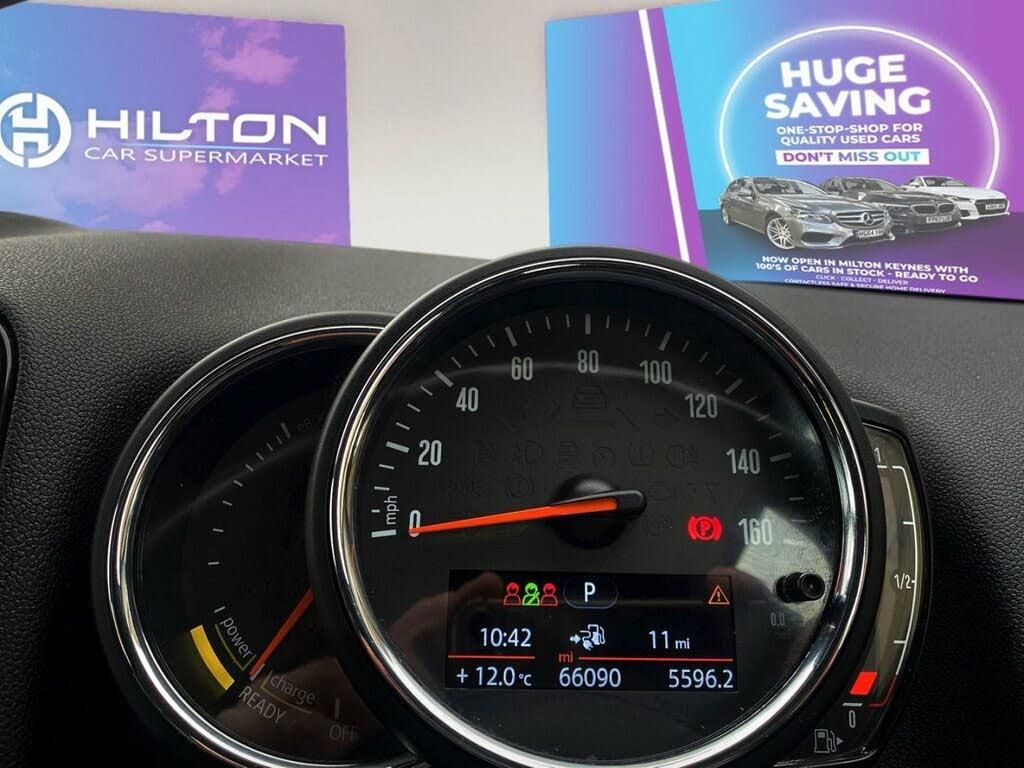 HILTON
CAR SUPERMARKET
HUGE
SAVING
ONE-STOP-SHOP FOR
QUALITY USED CARS
DON'T MISS OUT
NOW OPEN IN MILTON KEYNES WITH
100'S OF CARS IN STOCK - READY TO GO
CLICK · COLLECT · DELIVER
CONTACTLESS SAFE & SECURE HOME DELIVERY
0
20
40
60
80
100
120
140
160
mph
P
P
10:42
11 mi
mi
+ 12.0 °C
66090
5596.2
0.0
power
charge
READY
OFF
1
1/2
0